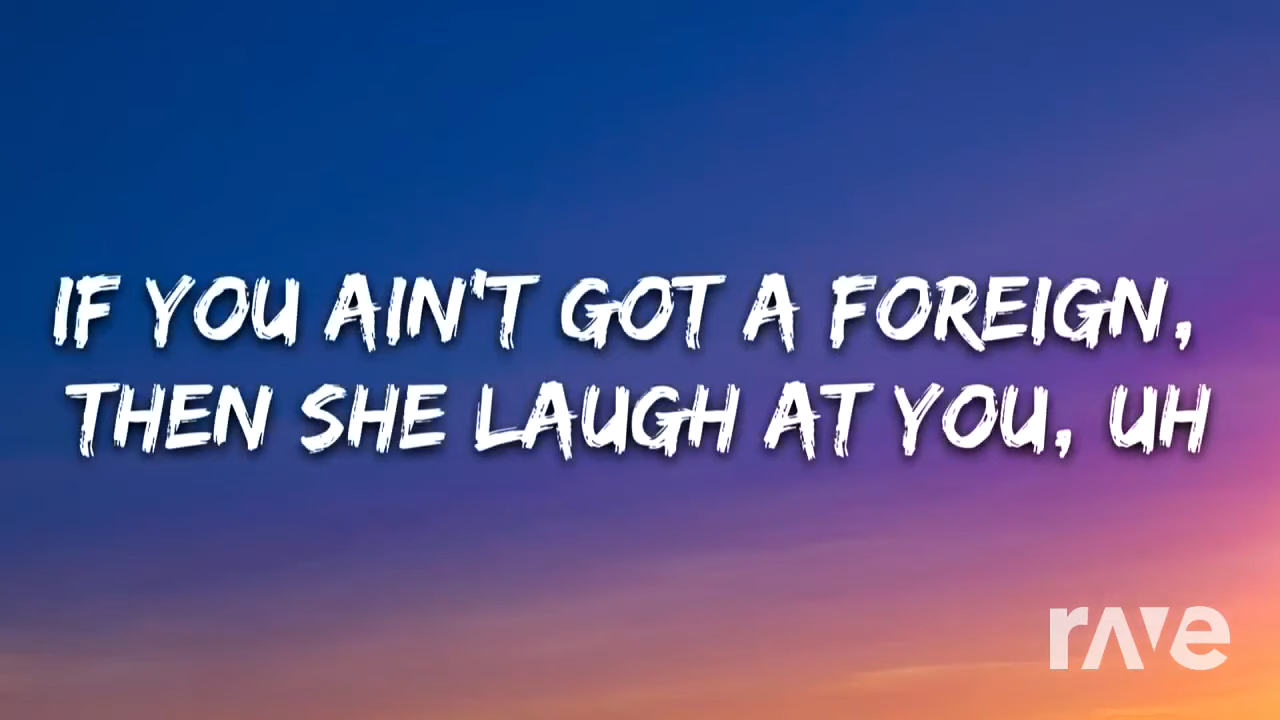 IF YOU AIN'T GOT A FOREIGN,
THEN SHE LAUGH AT YOU, UH
rave